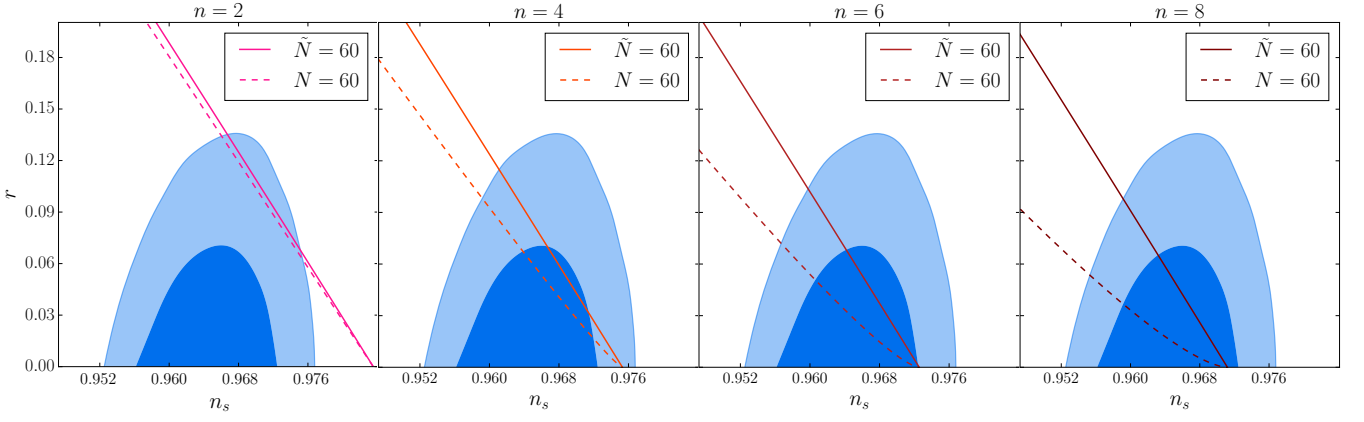 n = 2
n = 4
n = 6
n = 8
Ñ = 60
N = 60
Ñ = 60
N = 60
Ñ = 60
N = 60
Ñ = 60
N = 60
r
0.18
0.15
0.12
0.09
0.06
0.03
0.00
0.952 0.960 0.968 0.976
0.952 0.960 0.968 0.976
0.952 0.960 0.968 0.976
0.952 0.960 0.968 0.976
n_s
n_s
n_s
n_s